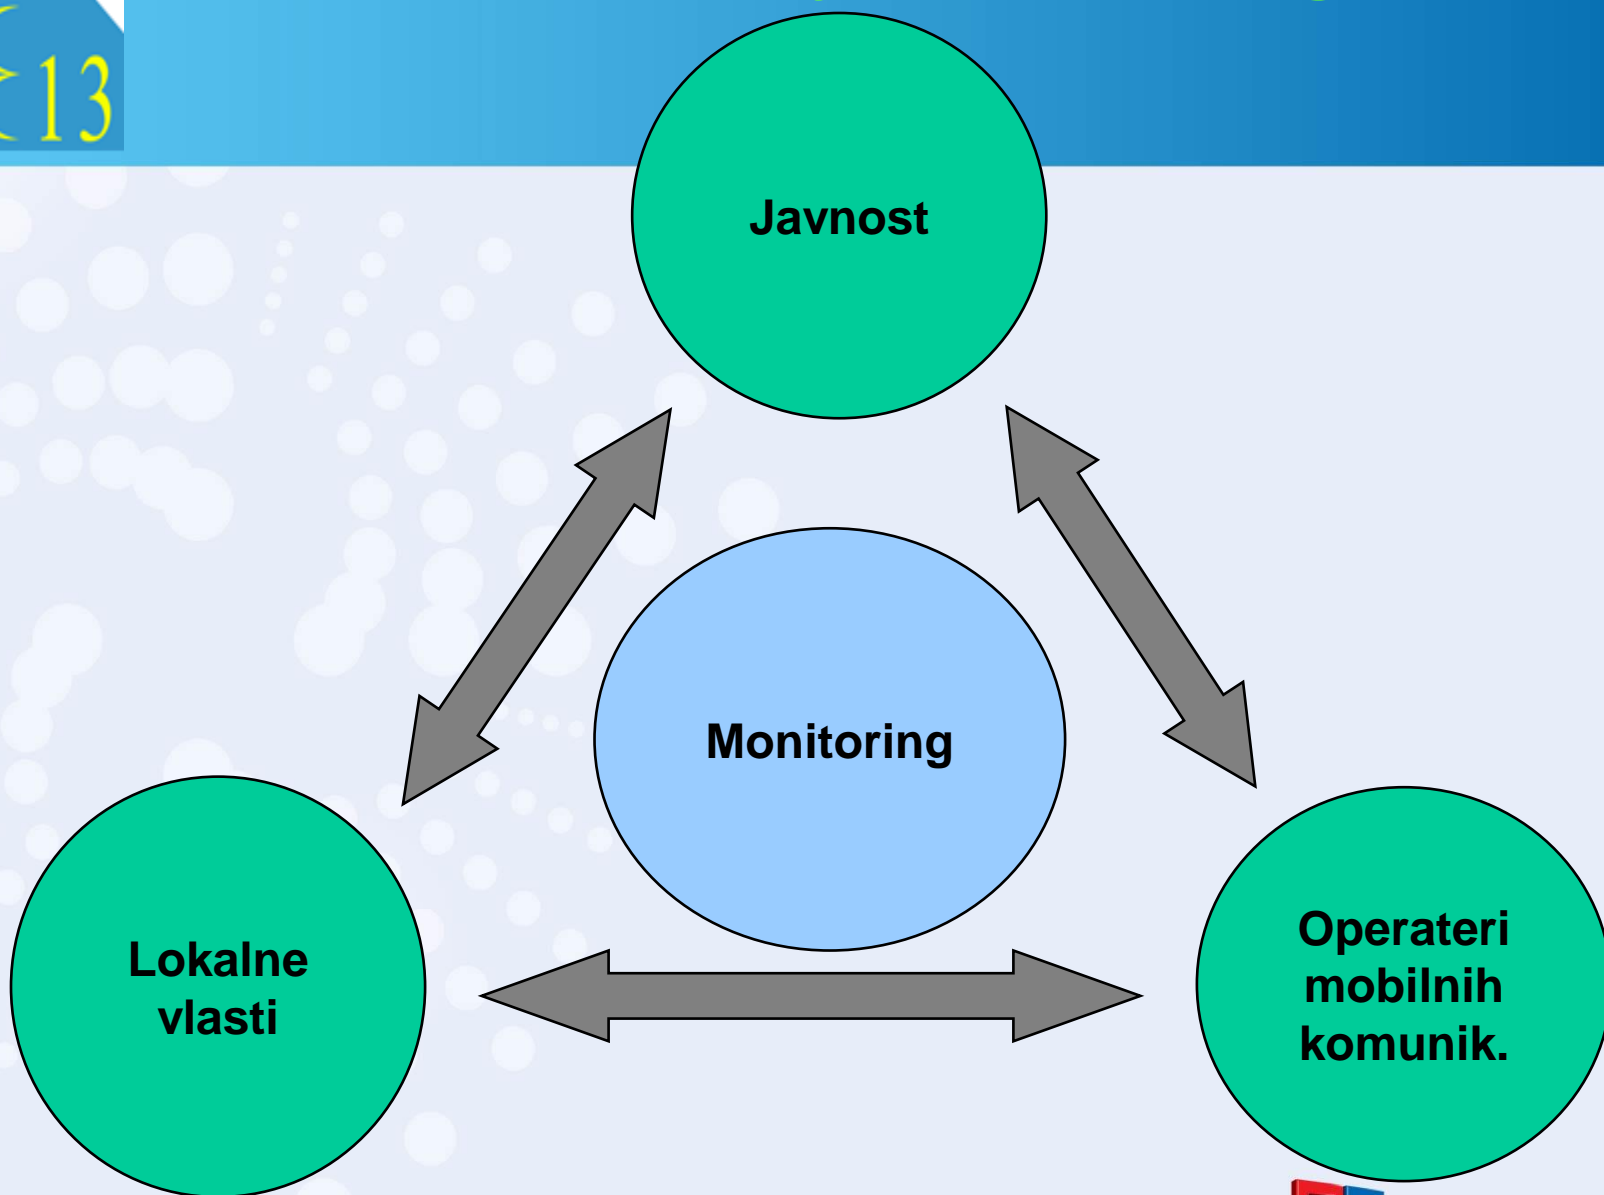 13
Javnost
Monitoring
Lokalne
vlasti
Operateri
mobilnih
komunik.